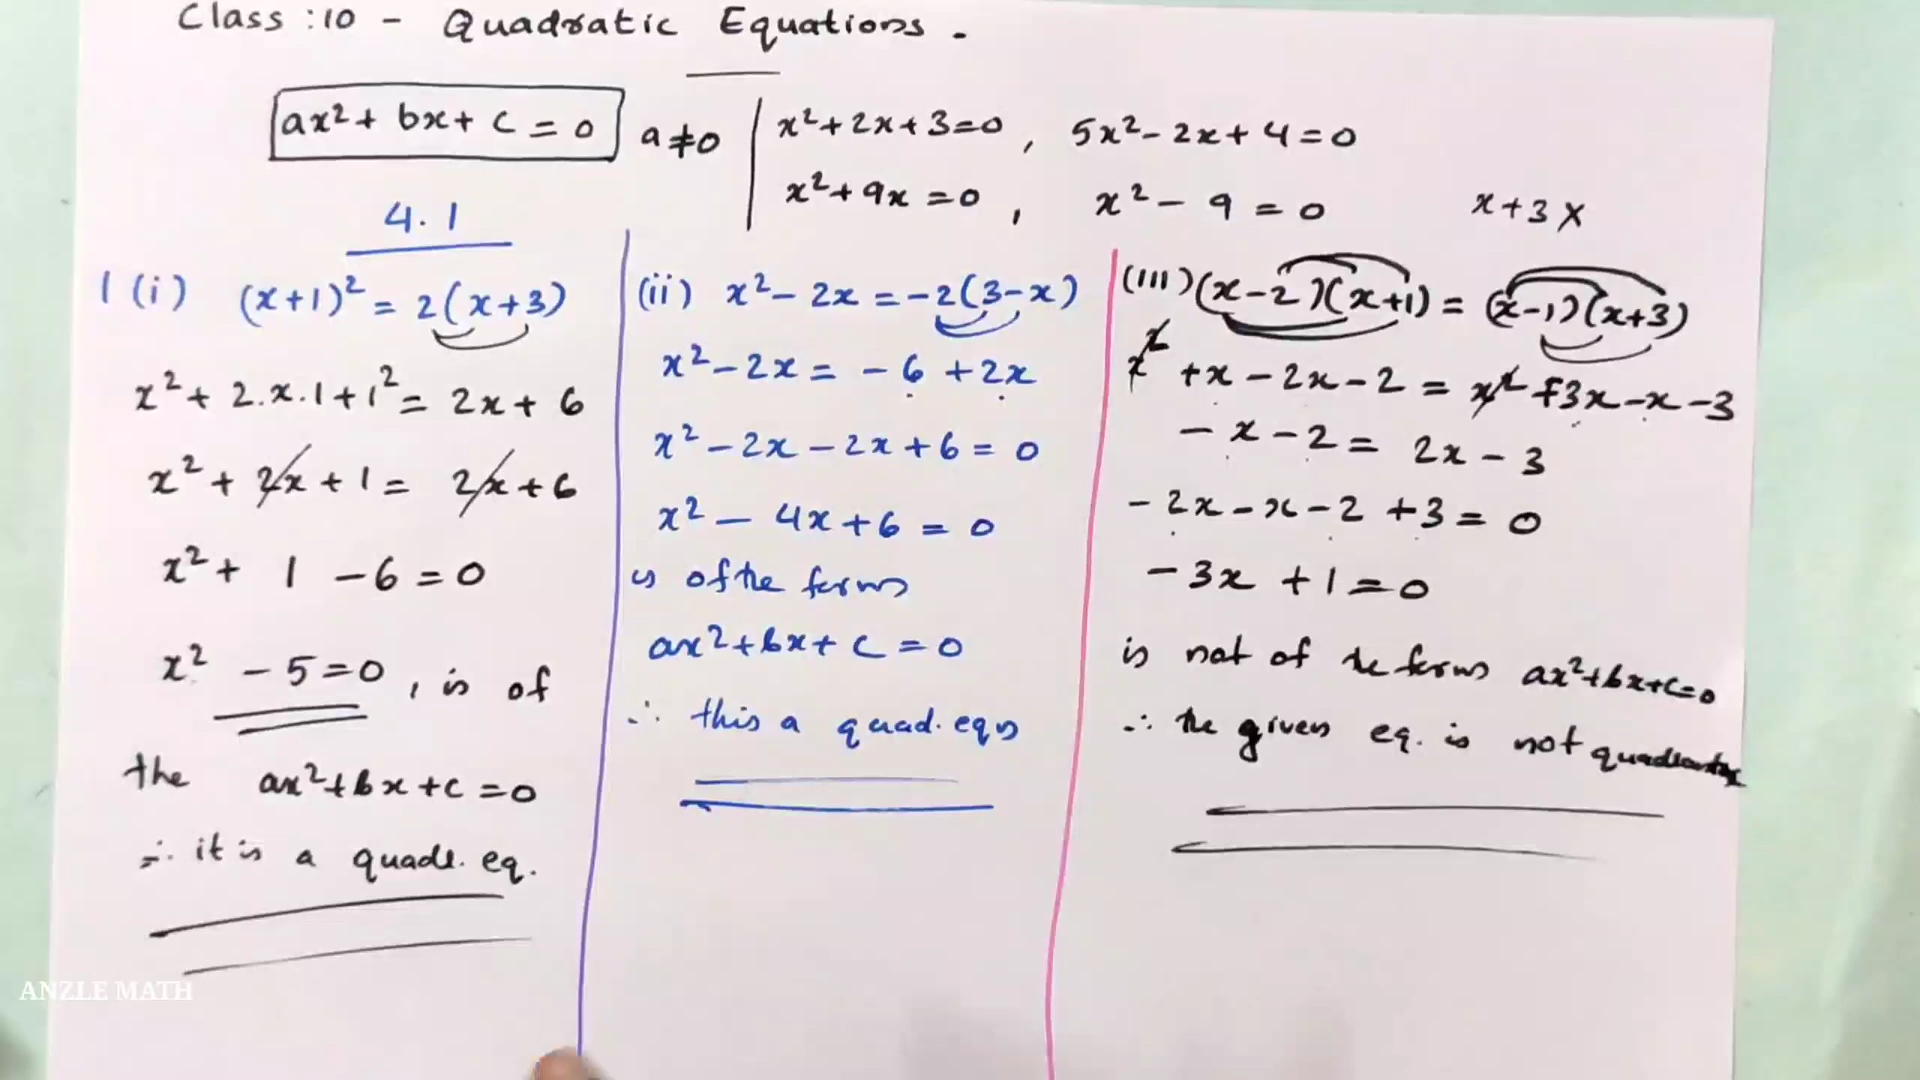 Class : 10 - Quadratic Equations.
ax² + bx + c = 0 a ≠ 0
x² + 2x + 3 = 0 , 5x² - 2x + 4 = 0
x² + 9x = 0 , x² - 9 = 0 x + 3 X
4.1
1 (i) (x+1)² = 2(x+3)
x² + 2.x.1 + 1² = 2x + 6
x² + 2x + 1 = 2x + 6
x² + 1 - 6 = 0
x² - 5 = 0 , is of
the ax² + bx + c = 0
∴ it is a quad. eq.
(ii) x² - 2x = -2(3-x)
x² - 2x = - 6 + 2x
x² - 2x - 2x + 6 = 0
x² - 4x + 6 = 0
is of the form
ax² + bx + c = 0
∴ this a quad. eqn
(iii) (x-2)(x+1) = (x-1)(x+3)
x² + x - 2x - 2 = x² + 3x - x - 3
- x - 2 = 2x - 3
- 2x - x - 2 + 3 = 0
- 3x + 1 = 0
is not of the form ax²+bx+c=0
∴ the given eq. is not quadratic
ANZLE MATH